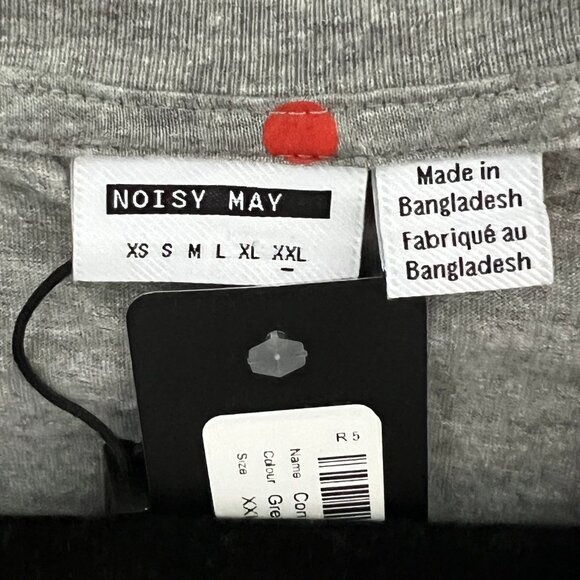 NOISY MAY
XS S M L XL XXL
Made in
Bangladesh
Fabriqué au
Bangladesh
R 5
Name
Colour
Size